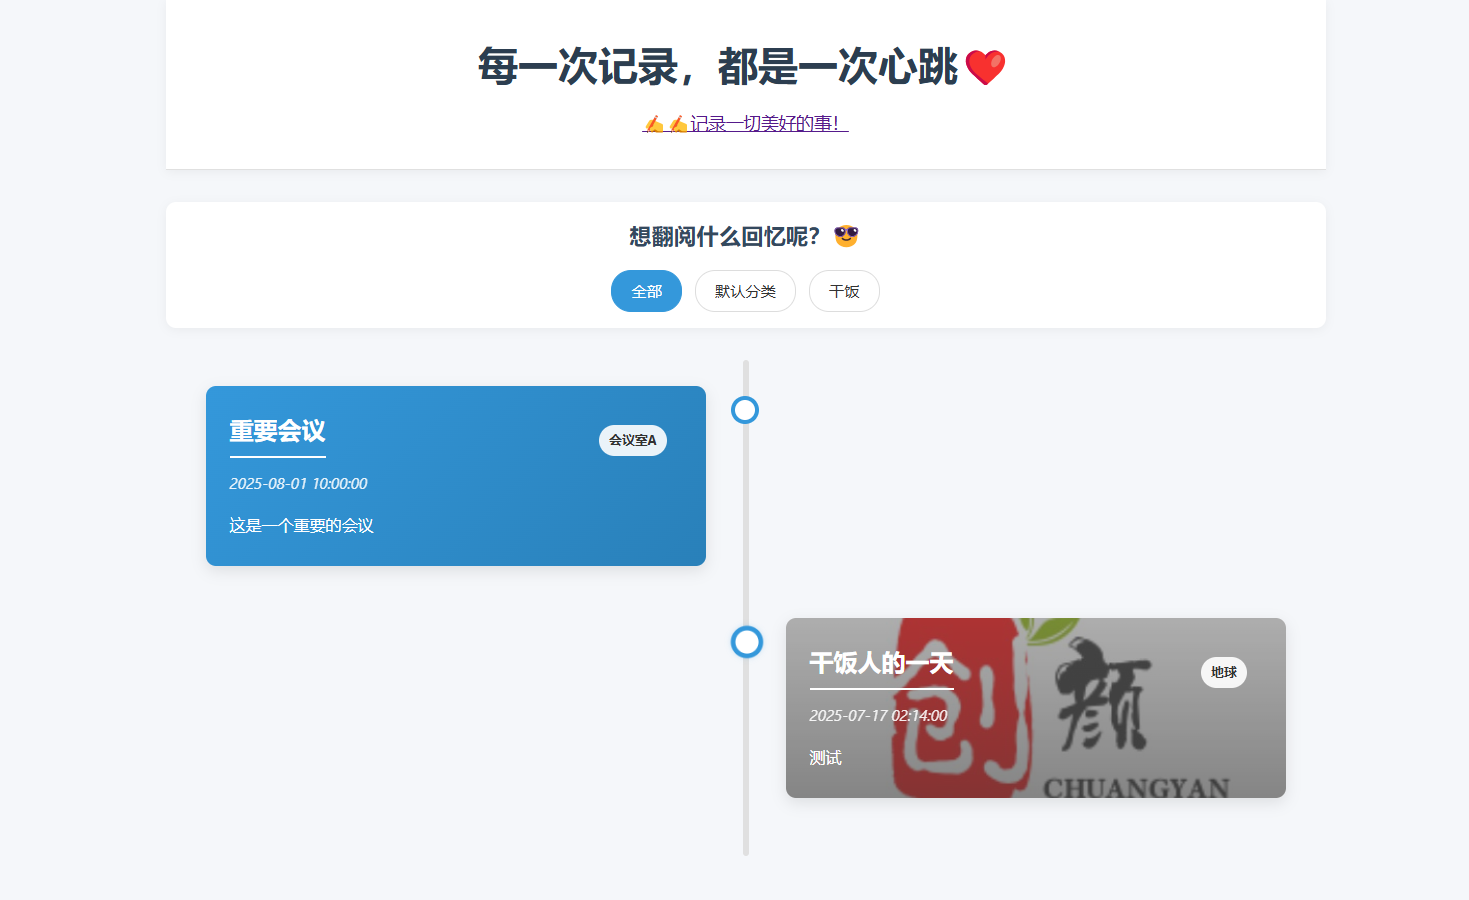 每一次记录，都是一次心跳❤️
✍️✍️记录一切美好的事！
想翻阅什么回忆呢？😎
全部 默认分类 干饭
重要会议
会议室A
2025-08-01 10:00:00
这是一个重要的会议
干饭人的一天
地球
2025-07-17 02:14:00
测试
创颜
CHUANGYAN